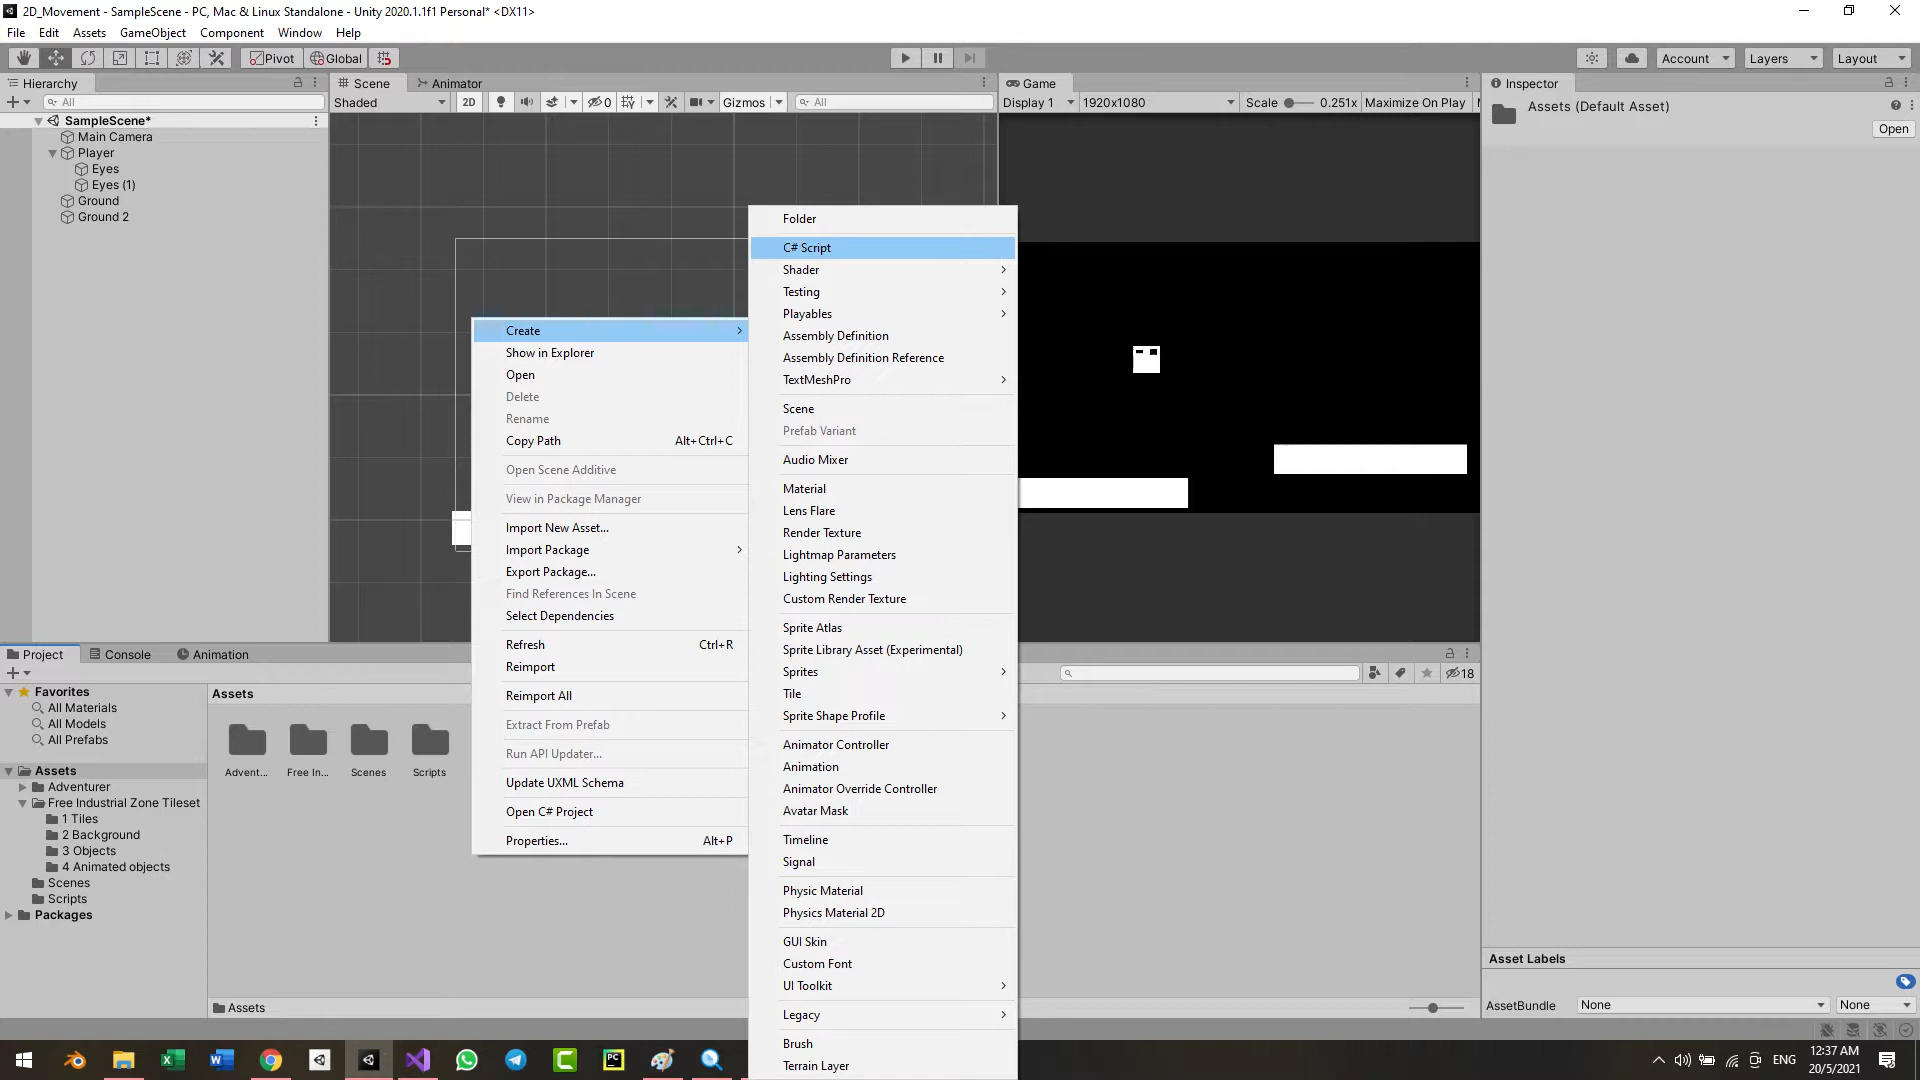 2D_Movement - SampleScene - PC, Mac & Linux Standalone - Unity 2020.1.1f1 Personal* <DX11>
File Edit Assets GameObject Component Window Help
Pivot Global Account Layers Layout
Hierarchy
All
SampleScene*
Main Camera
Player
Eyes
Eyes (1)
Ground
Ground 2
Scene Animator
Shaded 2D 0 Gizmos All
Game
Display 1 1920x1080 Scale 0.251x Maximize On Play
Inspector
Assets (Default Asset)
Open
Create
Show in Explorer
Open
Delete
Rename
Copy Path Alt+Ctrl+C
Open Scene Additive
View in Package Manager
Import New Asset...
Import Package
Export Package...
Find References In Scene
Select Dependencies
Refresh Ctrl+R
Reimport
Reimport All
Extract From Prefab
Run API Updater...
Update UXML Schema
Open C# Project
Properties... Alt+P
Folder
C# Script
Shader
Testing
Playables
Assembly Definition
Assembly Definition Reference
TextMeshPro
Scene
Prefab Variant
Audio Mixer
Material
Lens Flare
Render Texture
Lightmap Parameters
Lighting Settings
Custom Render Texture
Sprite Atlas
Sprite Library Asset (Experimental)
Sprites
Tile
Sprite Shape Profile
Animator Controller
Animation
Animator Override Controller
Avatar Mask
Timeline
Signal
Physic Material
Physics Material 2D
GUI Skin
Custom Font
UI Toolkit
Legacy
Brush
Terrain Layer
Project Console Animation
18
Favorites
All Materials
All Models
All Prefabs
Assets
Adventurer
Free Industrial Zone Tileset
1 Tiles
2 Background
3 Objects
4 Animated objects
Scenes
Scripts
Packages
Assets
Advent... Free In... Scenes Scripts
Assets
Asset Labels
AssetBundle None None
ENG
12:37 AM
20/5/2021